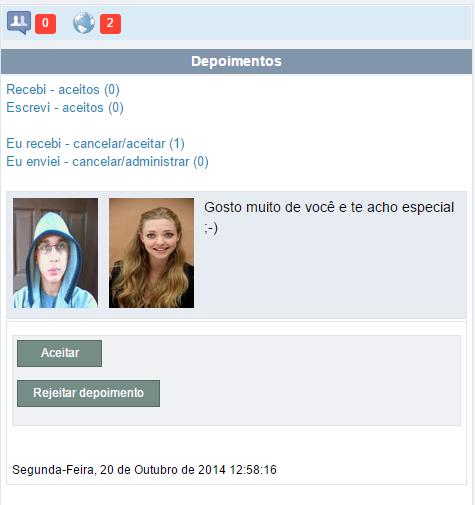 0 2
Depoimentos
Recebi - aceitos (0)
Escrevi - aceitos (0)
Eu recebi - cancelar/aceitar (1)
Eu enviei - cancelar/administrar (0)
Gosto muito de você e te acho especial
;-)
Aceitar
Rejeitar depoimento
Segunda-Feira, 20 de Outubro de 2014 12:58:16